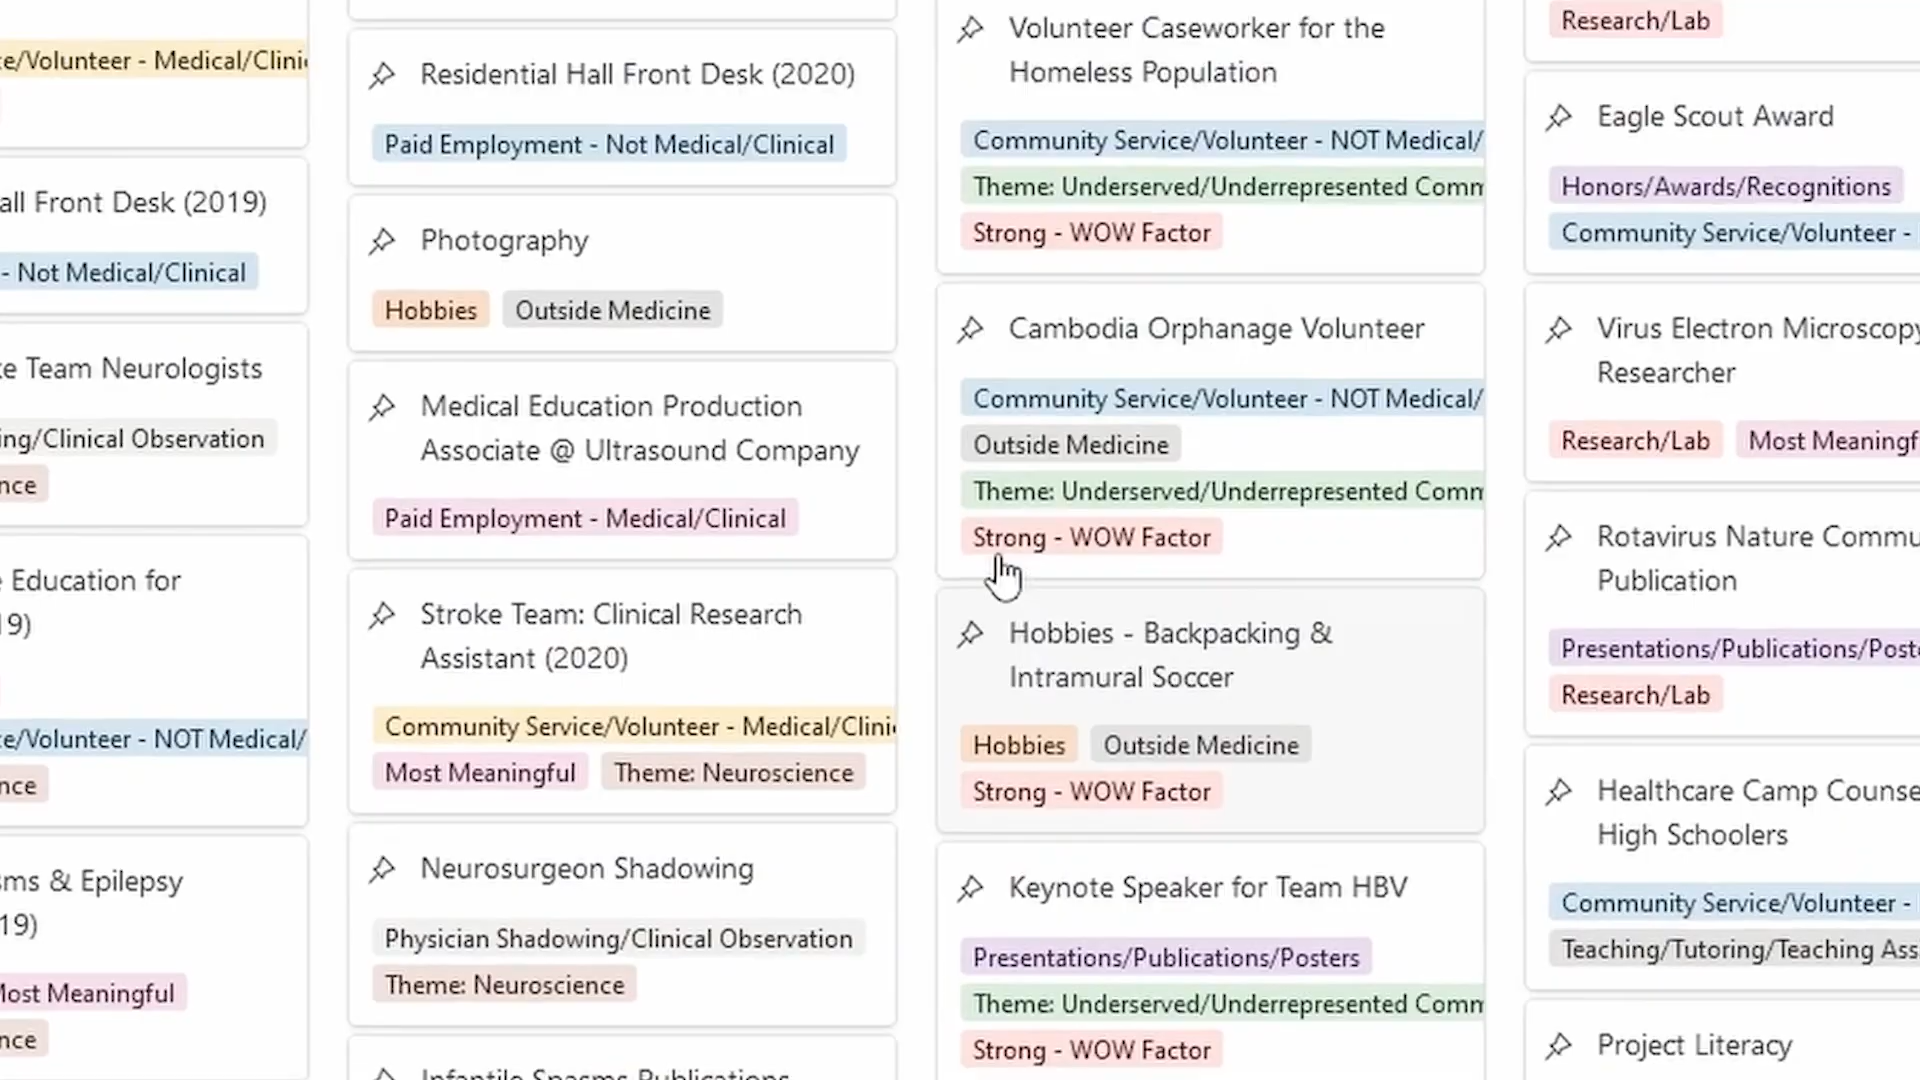 e/Volunteer - Medical/Clini
all Front Desk (2019)
- Not Medical/Clinical
Team Neurologists
ing/Clinical Observation
nce
Education for
19)
e/Volunteer - NOT Medical/
nce
sms & Epilepsy
19)
Most Meaningful
nce
Residential Hall Front Desk (2020)
Paid Employment - Not Medical/Clinical
Photography
Hobbies
Outside Medicine
Medical Education Production
Associate @ Ultrasound Company
Paid Employment - Medical/Clinical
Stroke Team: Clinical Research
Assistant (2020)
Community Service/Volunteer - Medical/Clini
Most Meaningful
Theme: Neuroscience
Neurosurgeon Shadowing
Physician Shadowing/Clinical Observation
Theme: Neuroscience
Infantile Spasms Publications
Volunteer Caseworker for the
Homeless Population
Community Service/Volunteer - NOT Medical/
Theme: Underserved/Underrepresented Comm
Strong - WOW Factor
Cambodia Orphanage Volunteer
Community Service/Volunteer - NOT Medical/
Outside Medicine
Theme: Underserved/Underrepresented Comm
Strong - WOW Factor
Hobbies - Backpacking &
Intramural Soccer
Hobbies
Outside Medicine
Strong - WOW Factor
Keynote Speaker for Team HBV
Presentations/Publications/Posters
Theme: Underserved/Underrepresented Comm
Strong - WOW Factor
Research/Lab
Eagle Scout Award
Honors/Awards/Recognitions
Community Service/Volunteer -
Virus Electron Microscopy
Researcher
Research/Lab
Most Meaningf
Rotavirus Nature Commu
Publication
Presentations/Publications/Poste
Research/Lab
Healthcare Camp Counse
High Schoolers
Community Service/Volunteer -
Teaching/Tutoring/Teaching Ass
Project Literacy